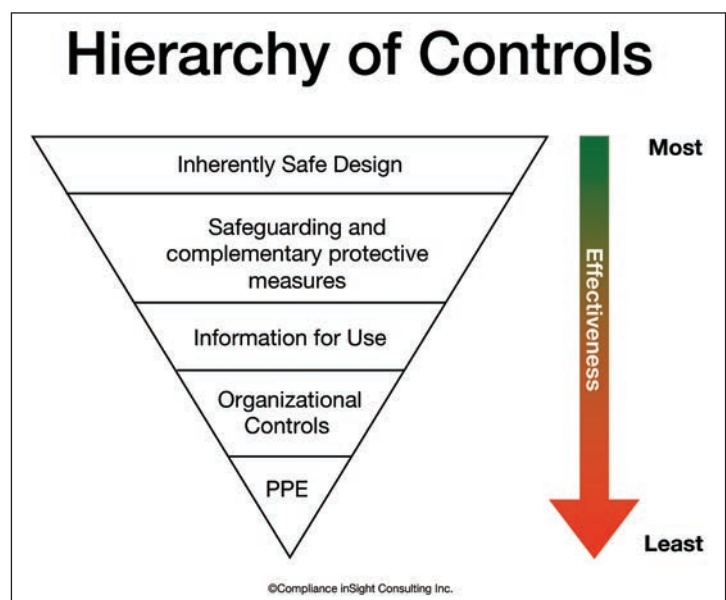 Hierarchy of Controls
Most
Inherently Safe Design
Safeguarding and
complementary protective
measures
Effectiveness
Information for Use
Organizational
Controls
PPE
Least
©Compliance inSight Consulting Inc.